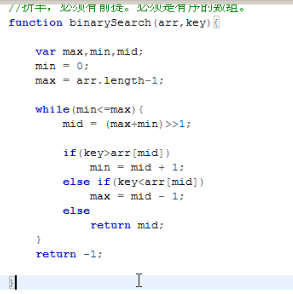 //折半，必须有前提。必须是有序的数组。
function binarySearch(arr,key){
var max,min,mid;
min = 0;
max = arr.length-1;
while(min<=max){
mid = (max+min)>>1;
if(key>arr[mid])
min = mid + 1;
else if(key<arr[mid])
max = mid - 1;
else
return mid;
}
return -1;
}